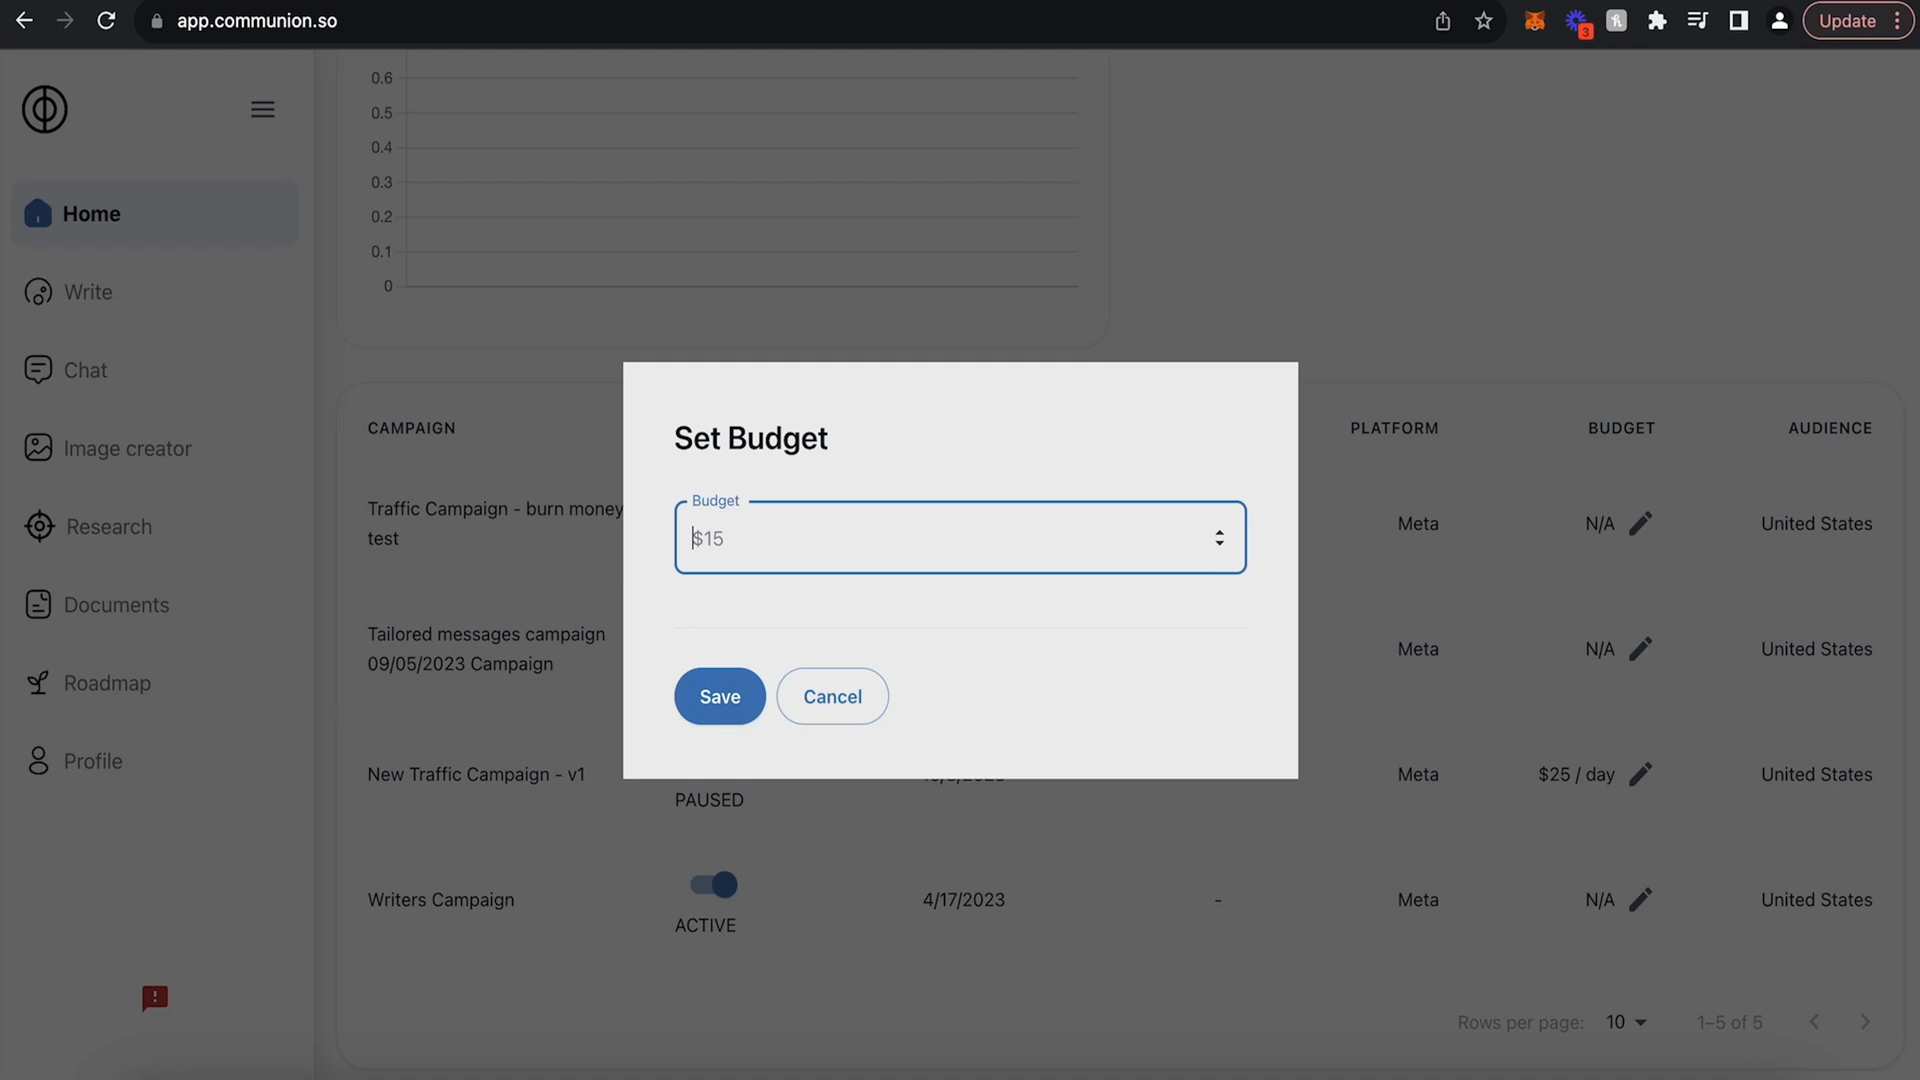 app.communion.so
3
Update
0.6
0.5
0.4
0.3
0.2
0.1
0
Home
Write
Chat
Image creator
Research
Documents
Roadmap
Profile
Set Budget
Budget
$15
Save
Cancel
CAMPAIGN
PLATFORM
BUDGET
AUDIENCE
Traffic Campaign - burn money
test
Meta
N/A
United States
Tailored messages campaign
09/05/2023 Campaign
Meta
N/A
United States
New Traffic Campaign - v1
PAUSED
Meta
$25 / day
United States
Writers Campaign
ACTIVE
4/17/2023
-
Meta
N/A
United States
Rows per page:
10
1–5 of 5